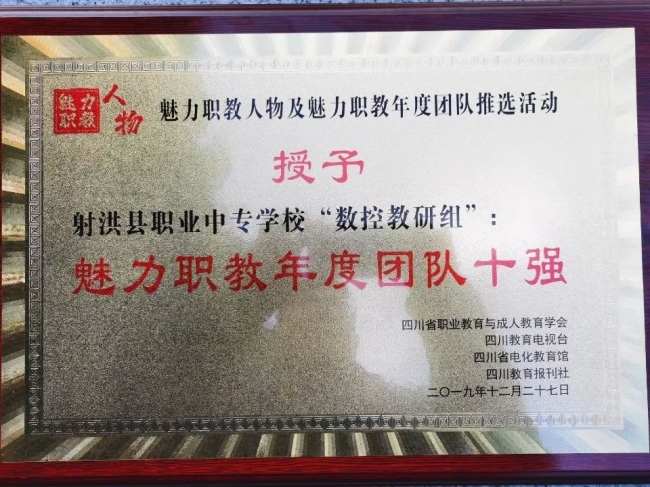 魅力职教
人物
魅力职教人物及魅力职教年度团队推选活动
授予
射洪县职业中专学校“数控教研组”：
魅力职教年度团队十强
四川省职业教育与成人教育学会
四川教育电视台
四川省电化教育馆
四川教育报刊社
二〇一九年十二月二十七日